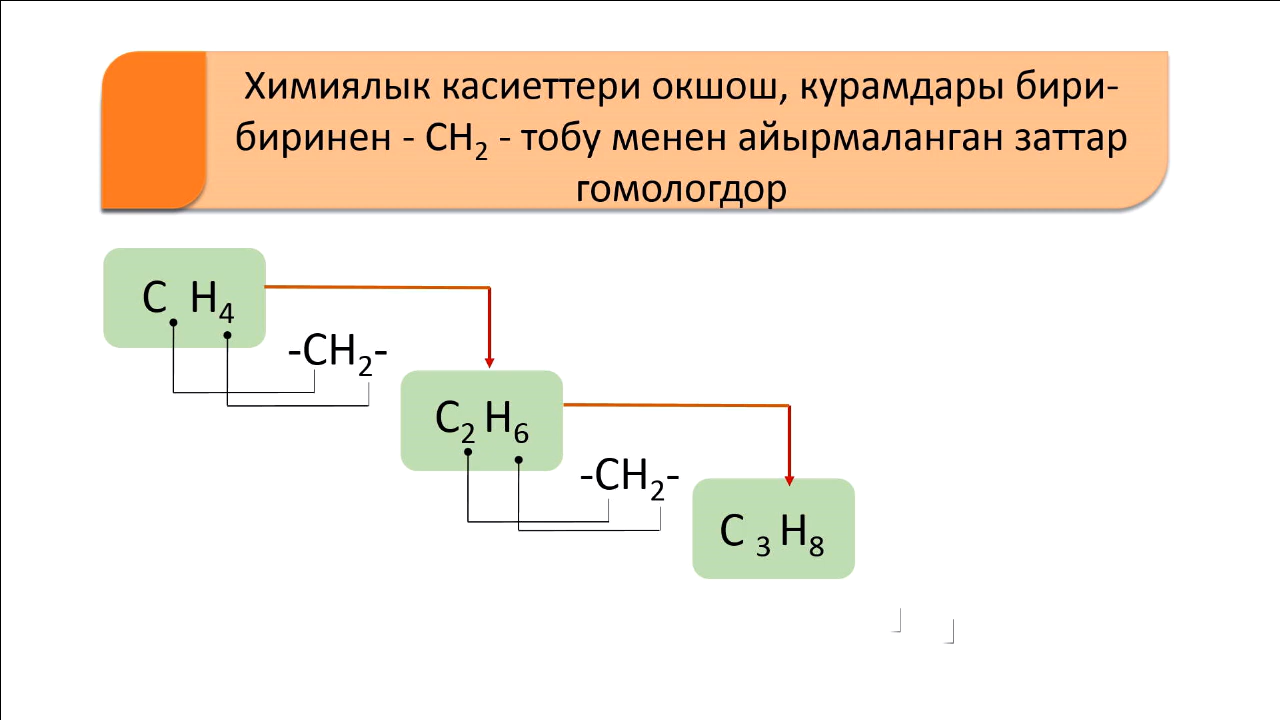 Химиялык касиеттери окшош, курамдары бири-
биринен - CH₂ - тобу менен айырмаланган заттар
гомологдор
C H₄
-CH₂-
C₂ H₆
-CH₂-
C ₃ H₈